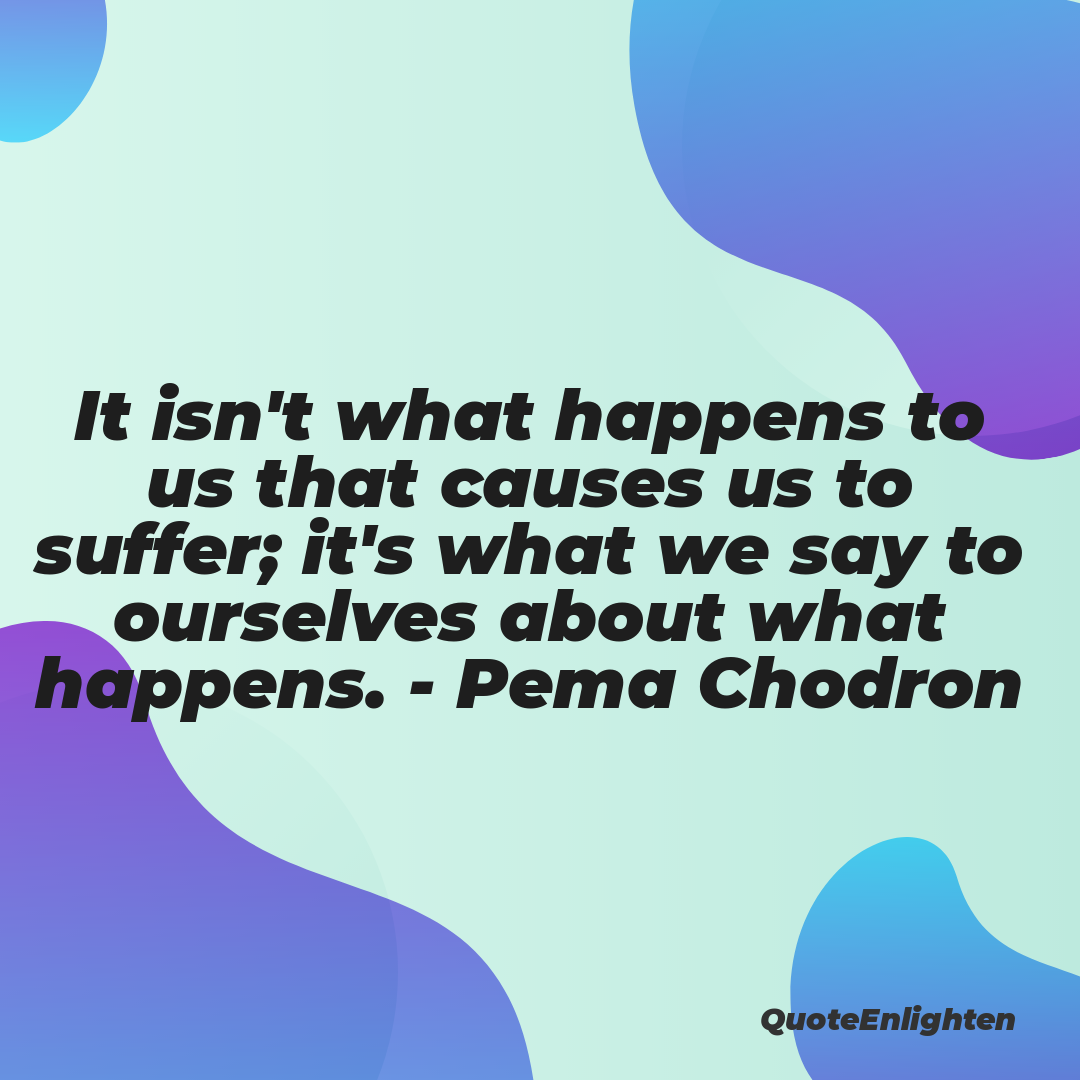 It isn't what happens to
us that causes us to
suffer; it's what we say to
ourselves about what
happens. - Pema Chodron
QuoteEnlighten